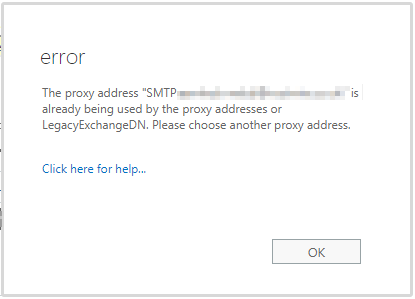 error
The proxy address "SMTP " is
already being used by the proxy addresses or
LegacyExchangeDN. Please choose another proxy address.
Click here for help...
OK